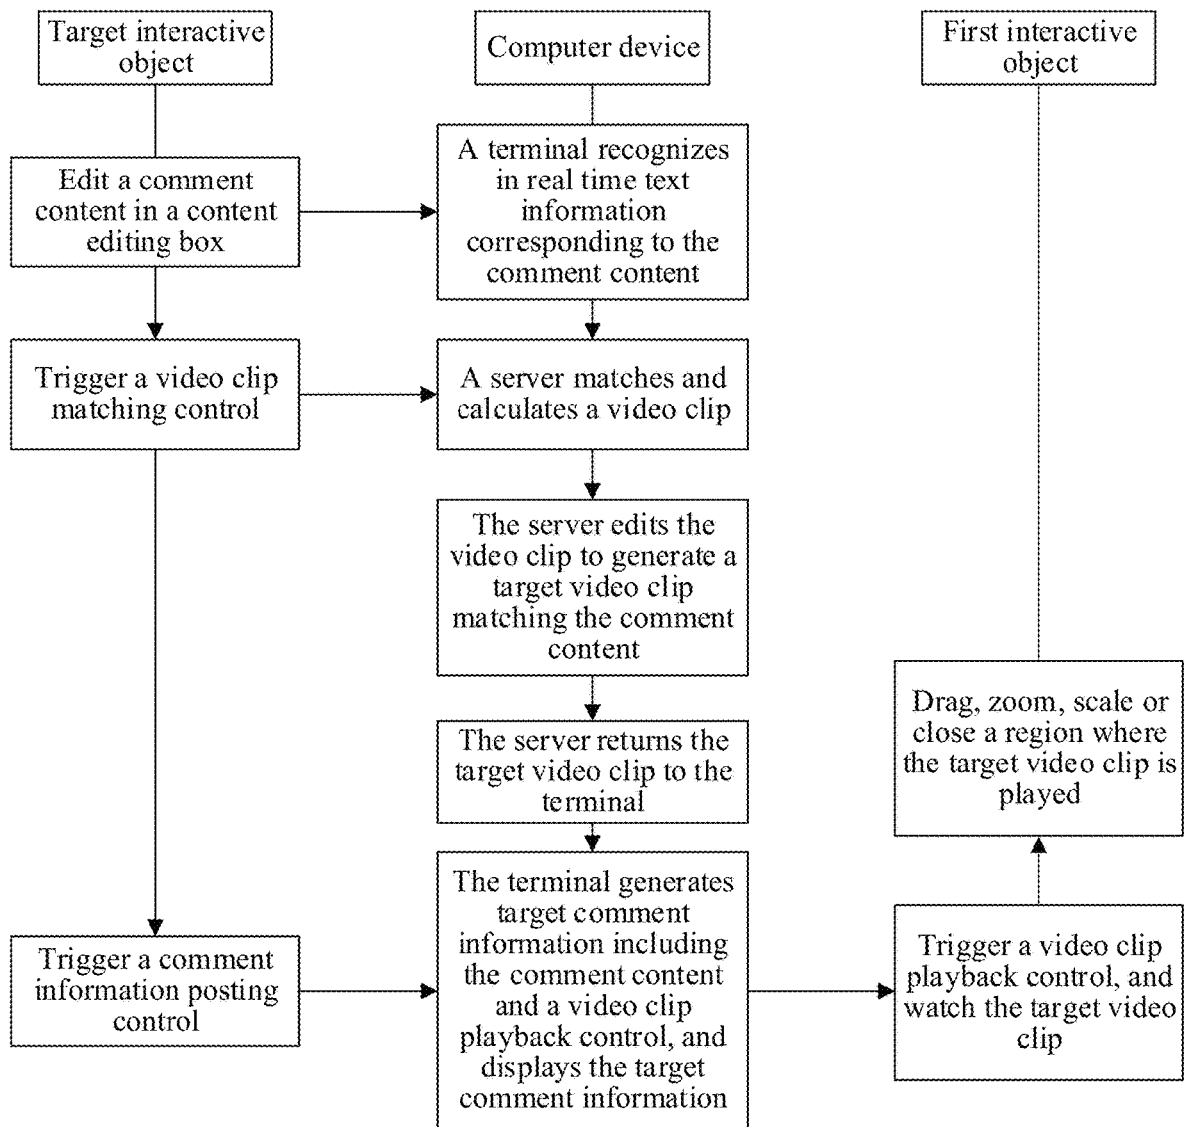 Target interactive
object
Computer device
First interactive
object
Edit a comment
content in a content
editing box
A terminal recognizes
in real time text
information
corresponding to the
comment content
Trigger a video clip
matching control
A server matches and
calculates a video clip
The server edits the
video clip to generate a
target video clip
matching the comment
content
The server returns the
target video clip to the
terminal
Drag, zoom, scale or
close a region where
the target video clip is
played
Trigger a comment
information posting
control
The terminal generates
target comment
information including
the comment content
and a video clip
playback control, and
displays the target
comment information
Trigger a video clip
playback control, and
watch the target video
clip